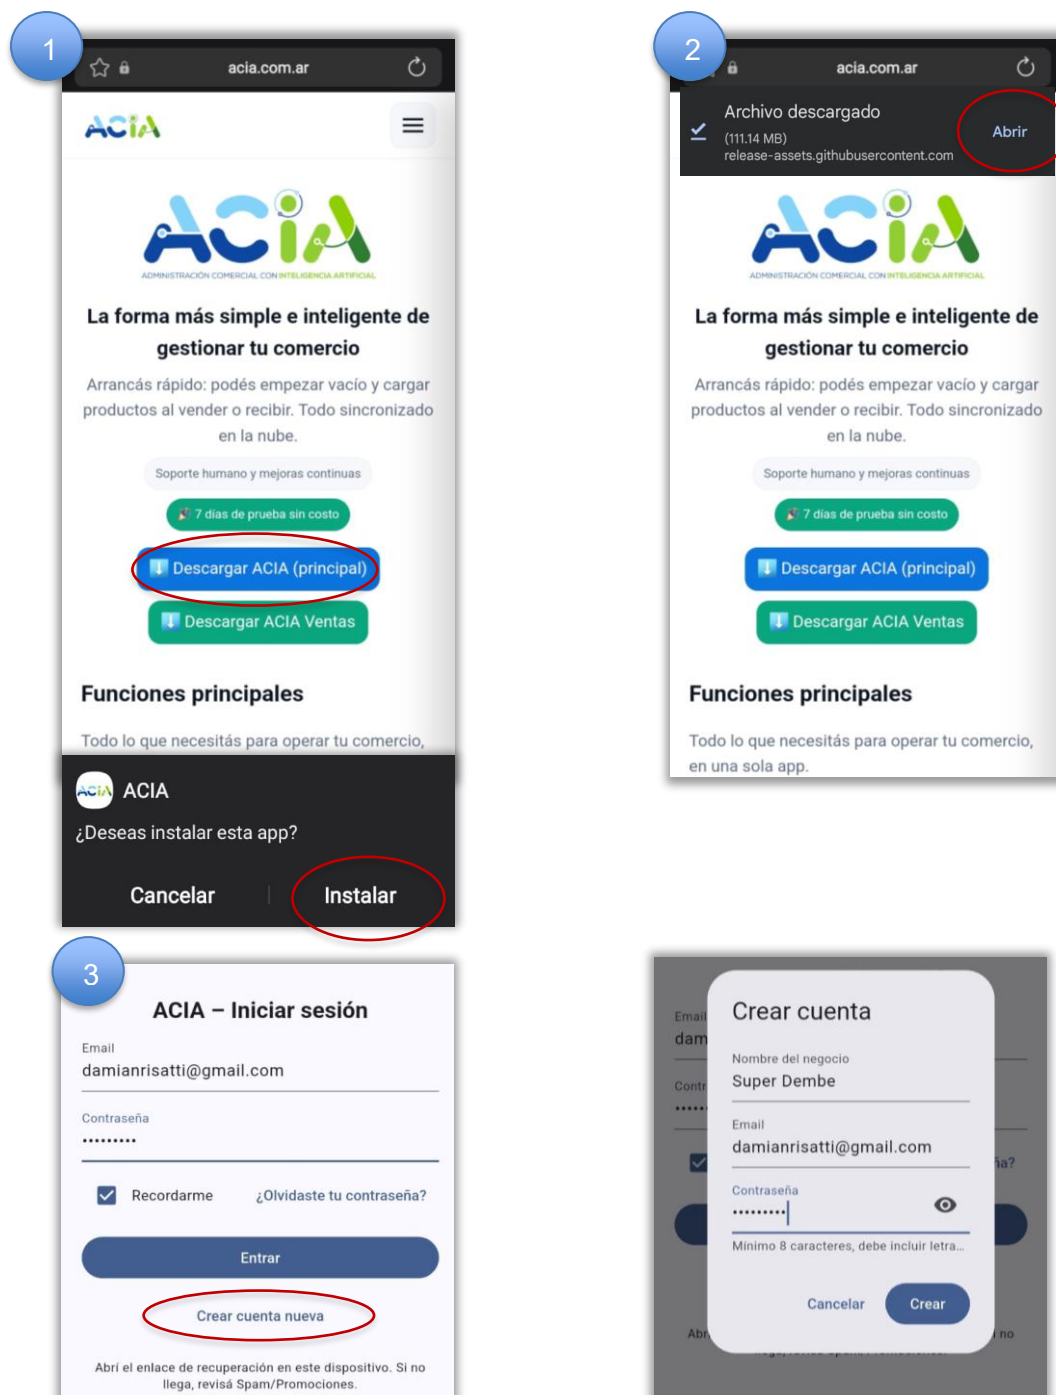 1
acia.com.ar
ACiA
ACiA
ADMINISTRACIÓN COMERCIAL CON INTELIGENCIA ARTIFICIAL
La forma más simple e inteligente de
gestionar tu comercio
Arrancás rápido: podés empezar vacío y cargar
productos al vender o recibir. Todo sincronizado
en la nube.
Soporte humano y mejoras continuas
7 días de prueba sin costo
Descargar ACIA (principal)
Descargar ACIA Ventas
Funciones principales
Todo lo que necesitás para operar tu comercio,
ACiA ACIA
¿Deseas instalar esta app?
Cancelar Instalar
2
acia.com.ar
Archivo descargado
(111.14 MB)
release-assets.githubusercontent.com
Abrir
ACiA
ADMINISTRACIÓN COMERCIAL CON INTELIGENCIA ARTIFICIAL
La forma más simple e inteligente de
gestionar tu comercio
Arrancás rápido: podés empezar vacío y cargar
productos al vender o recibir. Todo sincronizado
en la nube.
Soporte humano y mejoras continuas
7 días de prueba sin costo
Descargar ACIA (principal)
Descargar ACIA Ventas
Funciones principales
Todo lo que necesitás para operar tu comercio,
en una sola app.
3
ACIA – Iniciar sesión
Email
damianrisatti@gmail.com
Contraseña
•••••••••
Recordarme ¿Olvidaste tu contraseña?
Entrar
Crear cuenta nueva
Abrí el enlace de recuperación en este dispositivo. Si no
llega, revisá Spam/Promociones.
Email
dam
Contr
ña?
Abr
i no
Crear cuenta
Nombre del negocio
Super Dembe
Email
damianrisatti@gmail.com
Contraseña
•••••••••
Mínimo 8 caracteres, debe incluir letra…
Cancelar Crear